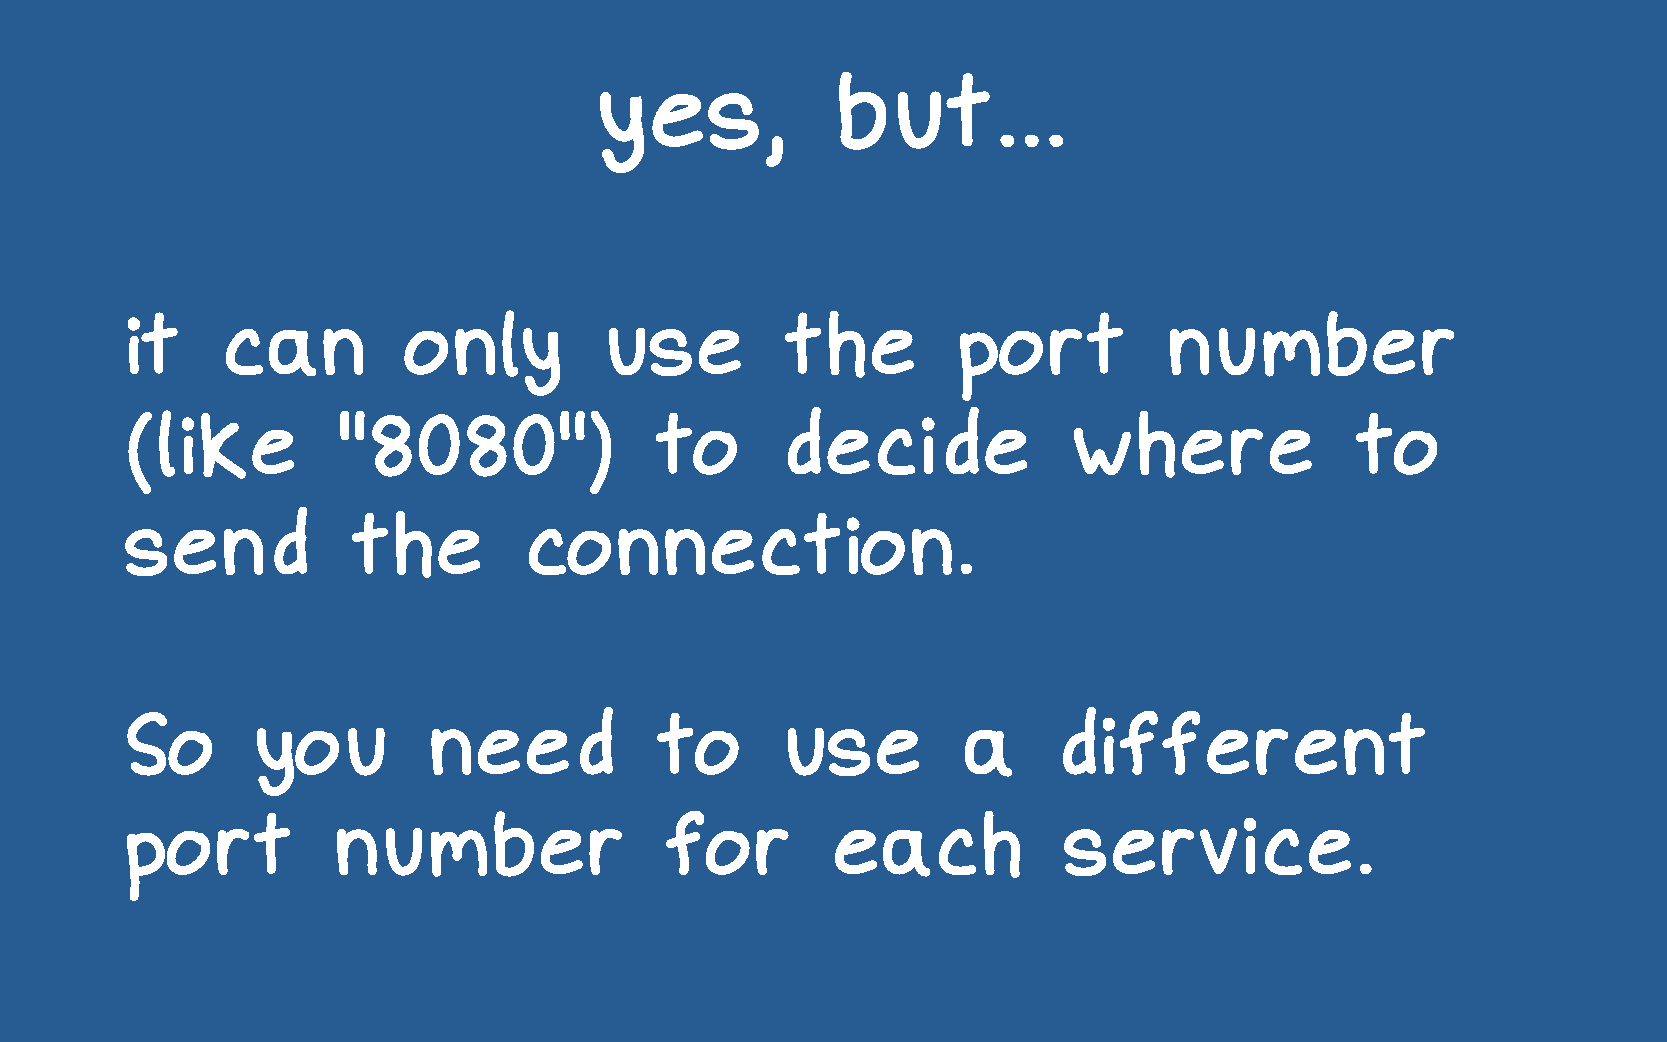 yes, but...
it can only use the port number
(like "8080") to decide where to
send the connection.
So you need to use a different
port number for each service.